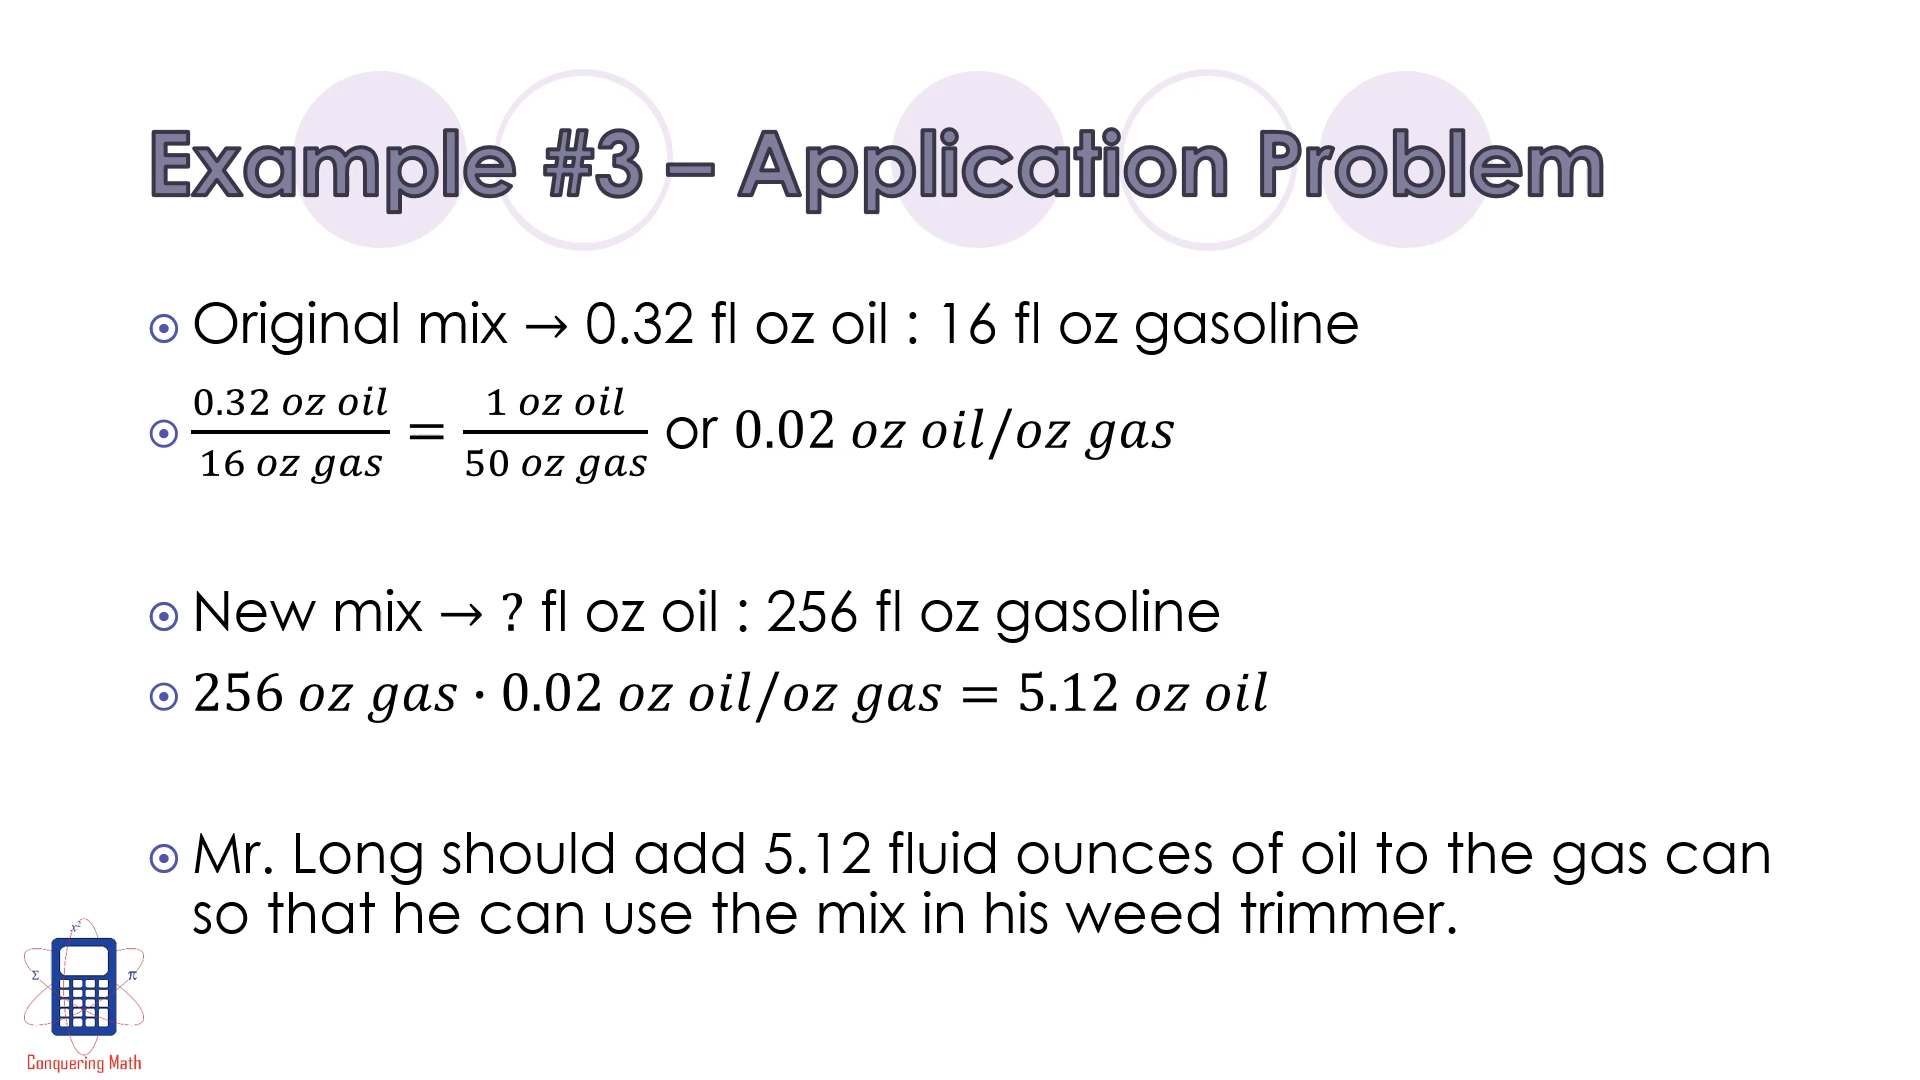 Example #3 – Application Problem
Original mix → 0.32 fl oz oil : 16 fl oz gasoline
0.32 oz oil / 16 oz gas = 1 oz oil / 50 oz gas or 0.02 oz oil/oz gas
New mix → ? fl oz oil : 256 fl oz gasoline
256 oz gas · 0.02 oz oil/oz gas = 5.12 oz oil
Mr. Long should add 5.12 fluid ounces of oil to the gas can
so that he can use the mix in his weed trimmer.
x²
Σ π
Conquering Math